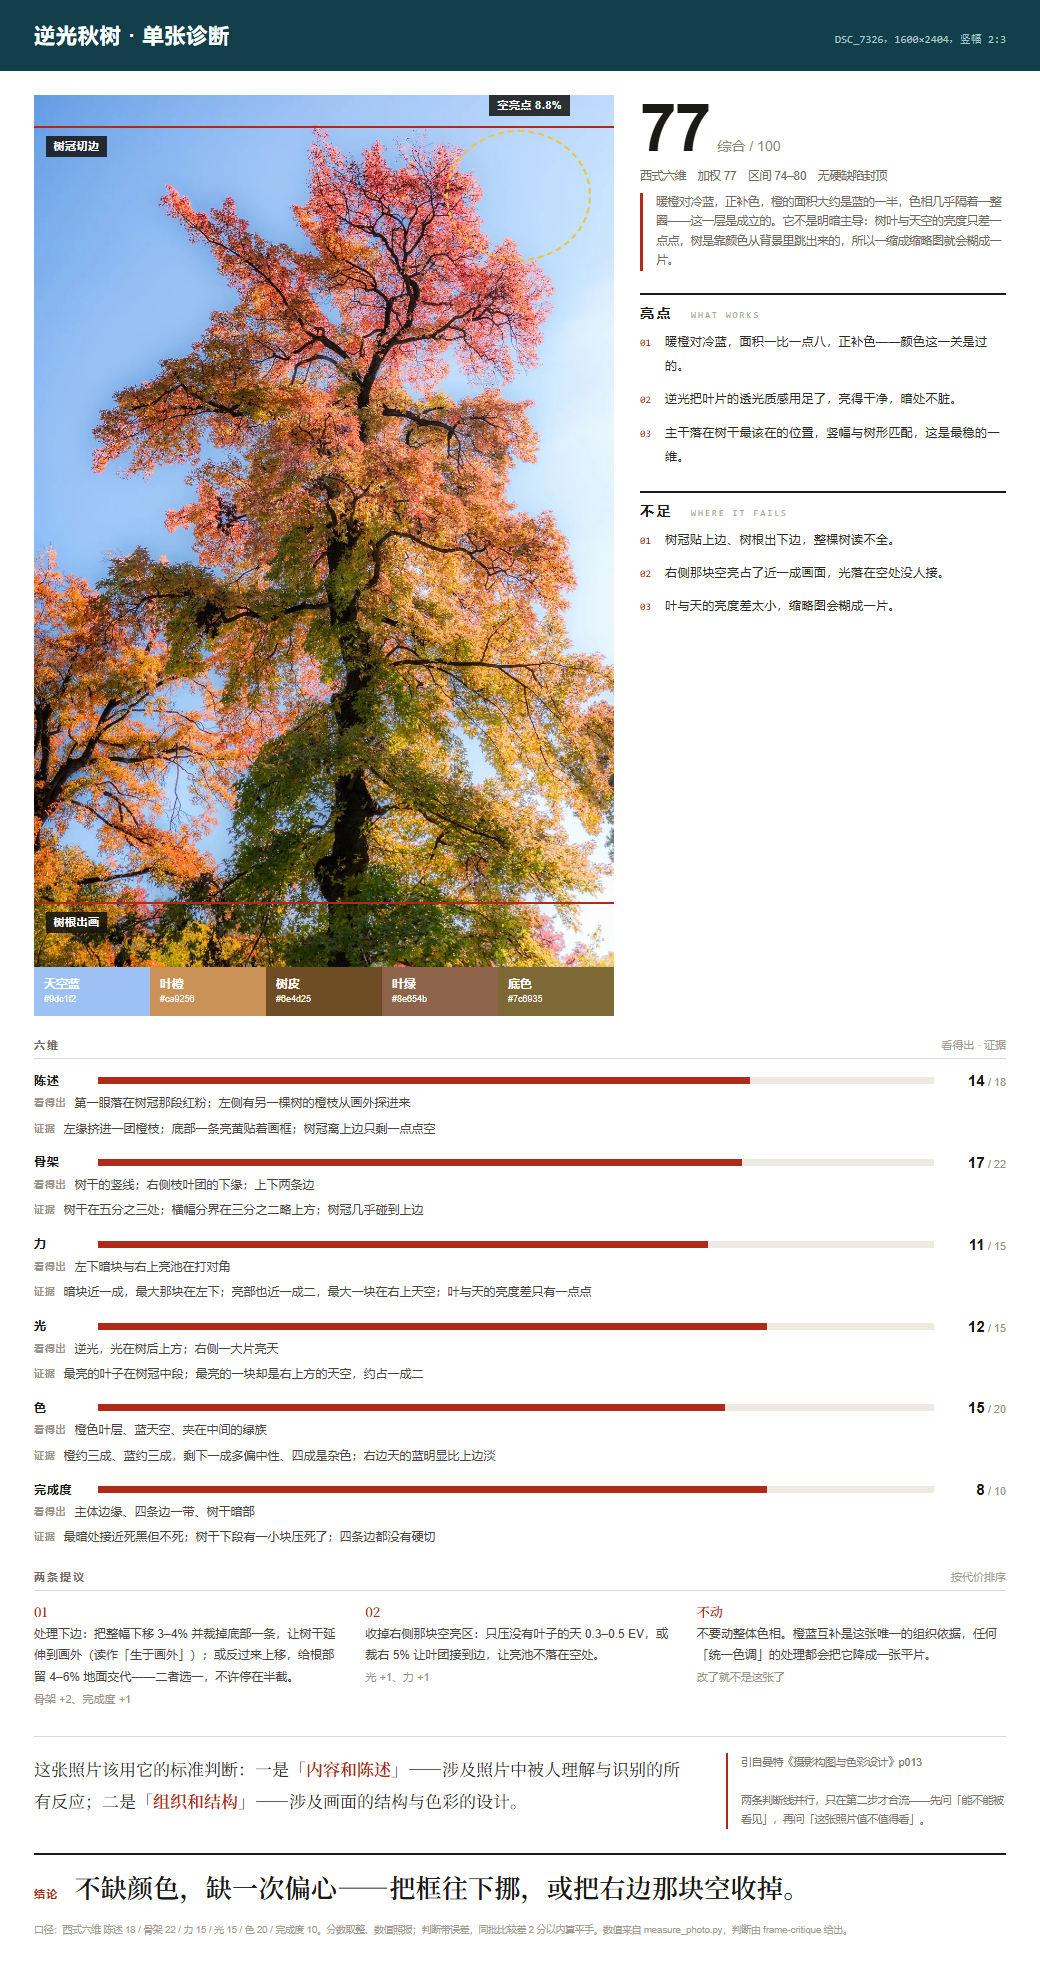 逆光秋树 · 单张诊断
DSC_7326，1600×2404，竖幅 2:3
空亮点 8.8%
树冠切边
树根出画
天空蓝
#9dc1f2
叶橙
#ca9256
树皮
#6e4d25
叶绿
#8e654b
底色
#7c6935
77 综合 / 100
西式六维 加权 77 区间 74–80 无硬缺陷封顶
暖橙对冷蓝，正补色，橙的面积大约是蓝的一半，色相几乎隔着一整
圈——这一层是成立的。它不是明暗主导：树叶与天空的亮度只差一
点点，树是靠颜色从背景里跳出来的，所以一缩成缩略图就会糊成一
片。
亮点 WHAT WORKS
01 暖橙对冷蓝，面积一比一点八，正补色——颜色这一关是过
的。
02 逆光把叶片的透光质感用足了，亮得干净，暗处不脏。
03 主干落在树干最该在的位置，竖幅与树形匹配，这是最稳的一
维。
不足 WHERE IT FAILS
01 树冠贴上边、树根出下边，整棵树读不全。
02 右侧那块空亮占了近一成画面，光落在空处没人接。
03 叶与天的亮度差太小，缩略图会糊成一片。
六维 看得出 · 证据
陈述 14 / 18
看得出 第一眼落在树冠那段红粉；左侧有另一棵树的橙枝从画外探进来
证据 左缘挤进一团橙枝；底部一条亮黄贴着画框；树冠离上边只剩一点点空
骨架 17 / 22
看得出 树干的竖线；右侧枝叶团的下缘；上下两条边
证据 树干在五分之三处；横幅分界在三分之二略上方；树冠几乎碰到上边
力 11 / 15
看得出 左下暗块与右上亮池在打对角
证据 暗块近一成，最大那块在左下；亮部也近一成二，最大一块在右上天空；叶与天的亮度差只有一点点
光 12 / 15
看得出 逆光，光在树后上方；右侧一大片亮天
证据 最亮的叶子在树冠中段；最亮的一块却是右上方的天空，约占一成二
色 15 / 20
看得出 橙色叶层、蓝天空、夹在中间的绿族
证据 橙约三成、蓝约三成，剩下一成多偏中性、四成是杂色；右边天的蓝明显比上边淡
完成度 8 / 10
看得出 主体边缘、四条边一带、树干暗部
证据 最暗处接近死黑但不死；树干下段有一小块压死了；四条边都没有硬切
两条提议 按代价排序
01
处理下边：把整幅下移 3–4% 并裁掉底部一条，让树干延
伸到画外（读作「生于画外」）；或反过来上移，给根部
留 4–6% 地面交代——二者选一，不许停在半截。
骨架 +2、完成度 +1
02
收掉右侧那块空亮区：只压没有叶子的天 0.3–0.5 EV，或
裁右 5% 让叶团接到边，让亮池不落在空处。
光 +1、力 +1
不动
不要动整体色相。橙蓝互补是这张唯一的组织依据，任何
「统一色调」的处理都会把它降成一张平片。
改了就不是这张了
这张照片该用它的标准判断：一是「内容和陈述」——涉及照片中被人理解与识别的所
有反应；二是「组织和结构」——涉及画面的结构与色彩的设计。
引自曼特《摄影构图与色彩设计》p013
两条判断线并行，只在第二步才合流——先问「能不能被
看见」，再问「这张照片值不值得看」。
结论 不缺颜色，缺一次偏心——把框往下挪，或把右边那块空收掉。
口径：西式六维 陈述 18 / 骨架 22 / 力 15 / 光 15 / 色 20 / 完成度 10。分数取整、数值照报；判断带误差，同批比较差 2 分以内算平手。数值来自 measure_photo.py，判断由 frame-critique 给出。